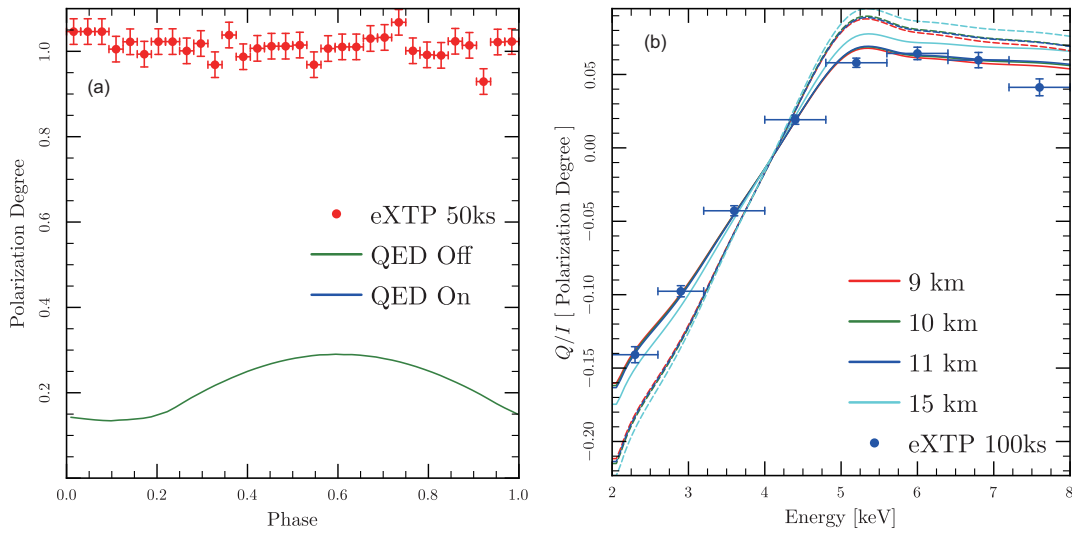 1.0
1.0
1.0
1.0
0.2
Polarization Degree
(a)
eXTP 50ks
QED Off
QED On
0.0
0.2
0.4
0.6
0.8
1.0
Phase
0.05
0.00
−0.05
−0.10
−0.15
−0.20
Q/I [ Polarization Degree ]
(b)
9 km
10 km
11 km
15 km
eXTP 100ks
2
3
4
5
6
7
8
Energy [keV]